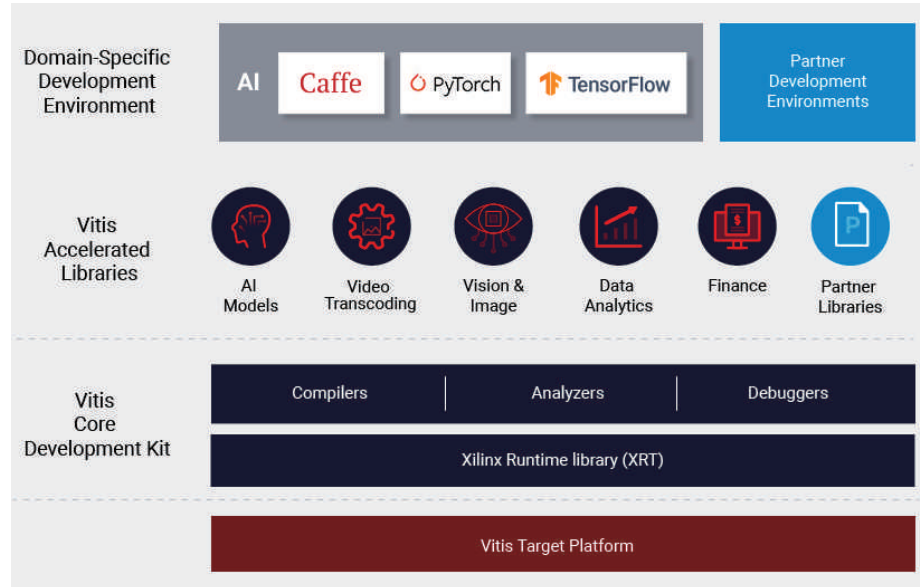 Domain-Specific
Development
Environment
AI
Caffe
PyTorch
TensorFlow
Partner
Development
Environments
Vitis
Accelerated
Libraries
AI
Models
Video
Transcoding
Vision &
Image
Data
Analytics
$
Finance
P
Partner
Libraries
Vitis
Core
Development Kit
Compilers
Analyzers
Debuggers
Xilinx Runtime library (XRT)
Vitis Target Platform